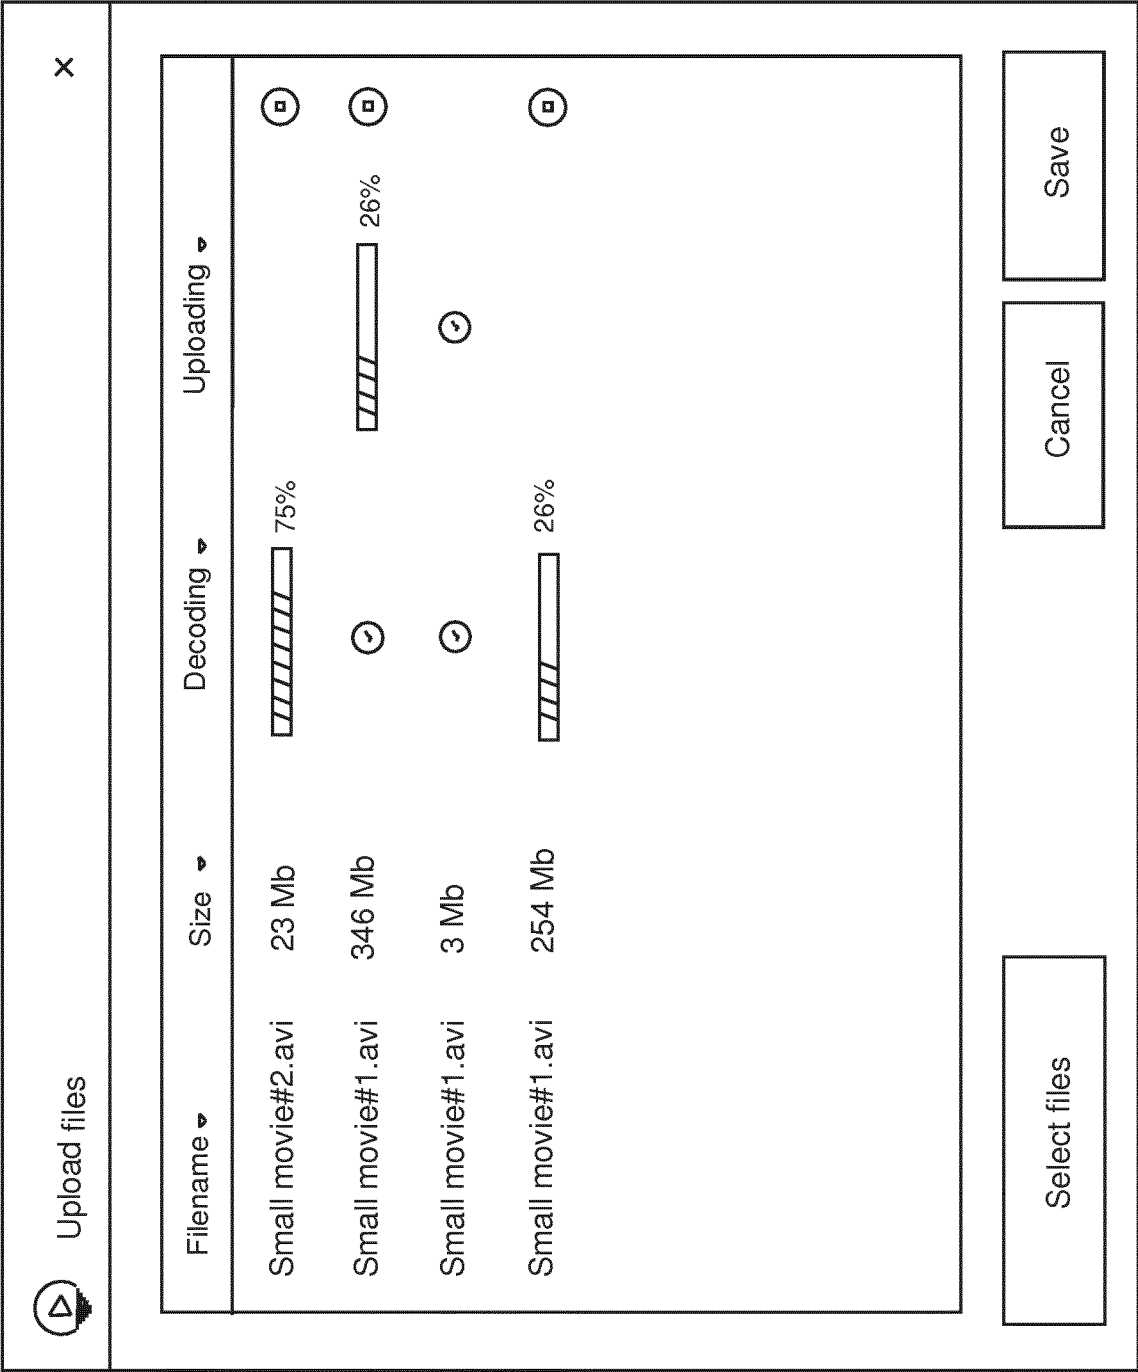 Upload files ×
Filename Size Decoding Uploading
Small movie#2.avi 23 Mb 75%
Small movie#1.avi 346 Mb 26%
Small movie#1.avi 3 Mb
Small movie#1.avi 254 Mb 26%
Select files Cancel Save